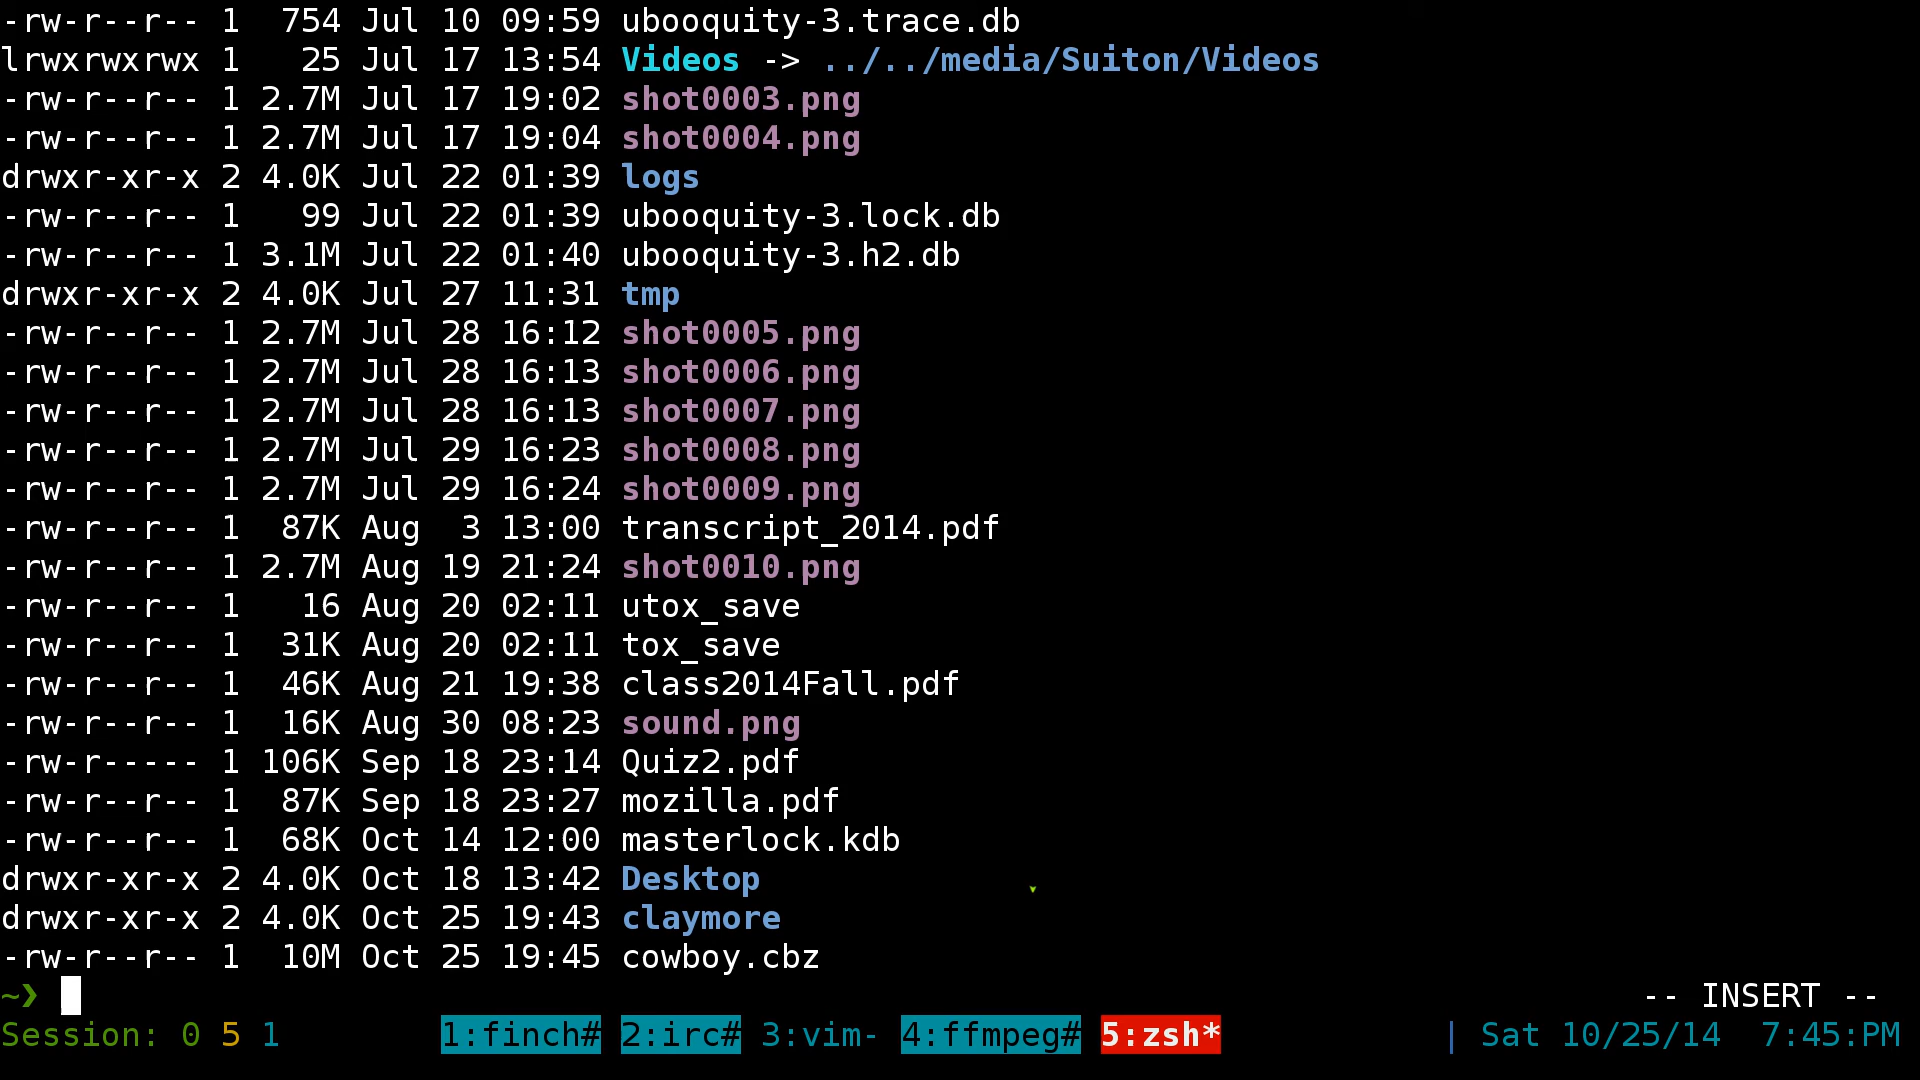 -rw-r--r-- 1  754 Jul 10 09:59 ubooquity-3.trace.db
lrwxrwxrwx 1   25 Jul 17 13:54 Videos -> ../../media/Suiton/Videos
-rw-r--r-- 1 2.7M Jul 17 19:02 shot0003.png
-rw-r--r-- 1 2.7M Jul 17 19:04 shot0004.png
drwxr-xr-x 2 4.0K Jul 22 01:39 logs
-rw-r--r-- 1   99 Jul 22 01:39 ubooquity-3.lock.db
-rw-r--r-- 1 3.1M Jul 22 01:40 ubooquity-3.h2.db
drwxr-xr-x 2 4.0K Jul 27 11:31 tmp
-rw-r--r-- 1 2.7M Jul 28 16:12 shot0005.png
-rw-r--r-- 1 2.7M Jul 28 16:13 shot0006.png
-rw-r--r-- 1 2.7M Jul 28 16:13 shot0007.png
-rw-r--r-- 1 2.7M Jul 29 16:23 shot0008.png
-rw-r--r-- 1 2.7M Jul 29 16:24 shot0009.png
-rw-r--r-- 1  87K Aug  3 13:00 transcript_2014.pdf
-rw-r--r-- 1 2.7M Aug 19 21:24 shot0010.png
-rw-r--r-- 1   16 Aug 20 02:11 utox_save
-rw-r--r-- 1  31K Aug 20 02:11 tox_save
-rw-r--r-- 1  46K Aug 21 19:38 class2014Fall.pdf
-rw-r--r-- 1  16K Aug 30 08:23 sound.png
-rw-r----- 1 106K Sep 18 23:14 Quiz2.pdf
-rw-r--r-- 1  87K Sep 18 23:27 mozilla.pdf
-rw-r--r-- 1  68K Oct 14 12:00 masterlock.kdb
drwxr-xr-x 2 4.0K Oct 18 13:42 Desktop
drwxr-xr-x 2 4.0K Oct 25 19:43 claymore
-rw-r--r-- 1  10M Oct 25 19:45 cowboy.cbz
~❯ -- INSERT --
Session: 0 5 1 1:finch# 2:irc# 3:vim- 4:ffmpeg# 5:zsh* | Sat 10/25/14  7:45:PM